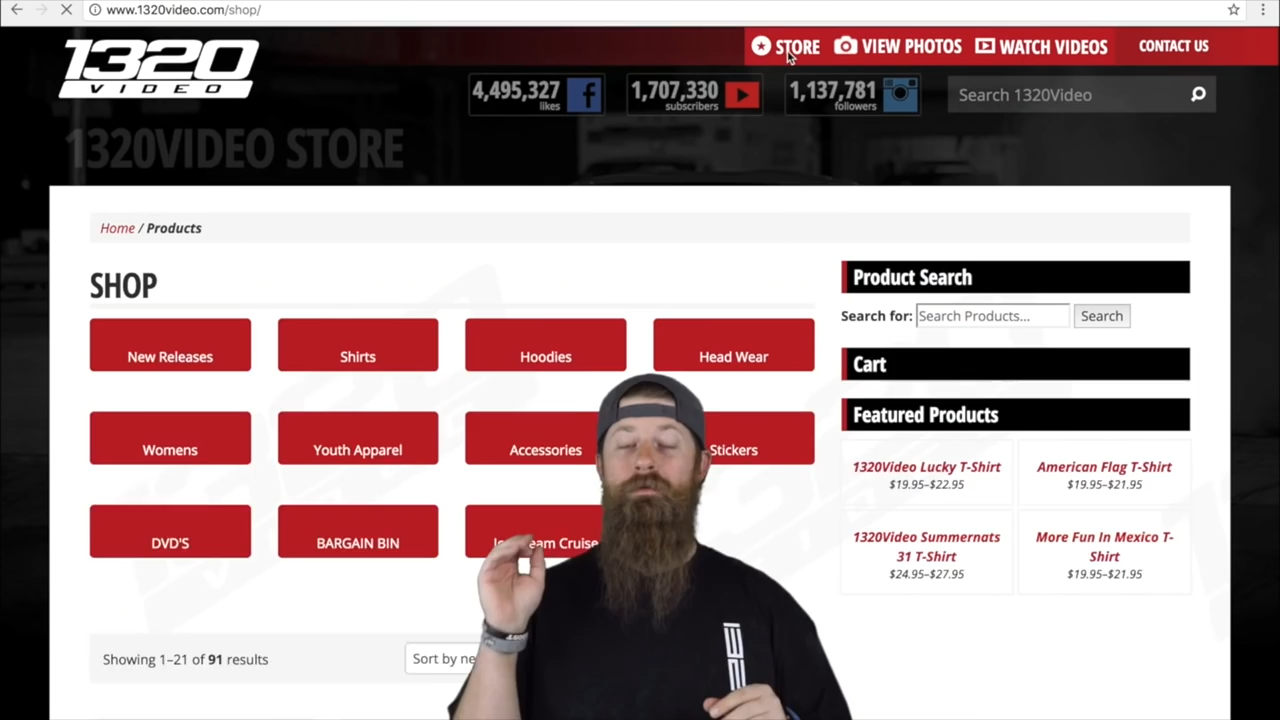 www.1320video.com/shop/
1320
VIDEO
STORE
VIEW PHOTOS
WATCH VIDEOS
CONTACT US
4,495,327
likes
1,707,330
subscribers
1,137,781
followers
Search 1320Video
1320VIDEO STORE
Home / Products
SHOP
New Releases
Shirts
Hoodies
Head Wear
Womens
Youth Apparel
Accessories
Stickers
DVD'S
BARGAIN BIN
Cruise
Showing 1–21 of 91 results
Sort by
Product Search
Search for:
Search Products...
Search
Cart
Featured Products
1320Video Lucky T-Shirt
$19.95–$22.95
American Flag T-Shirt
$19.95–$21.95
1320Video Summernats
31 T-Shirt
$24.95–$27.95
More Fun In Mexico T-
Shirt
$19.95–$21.95